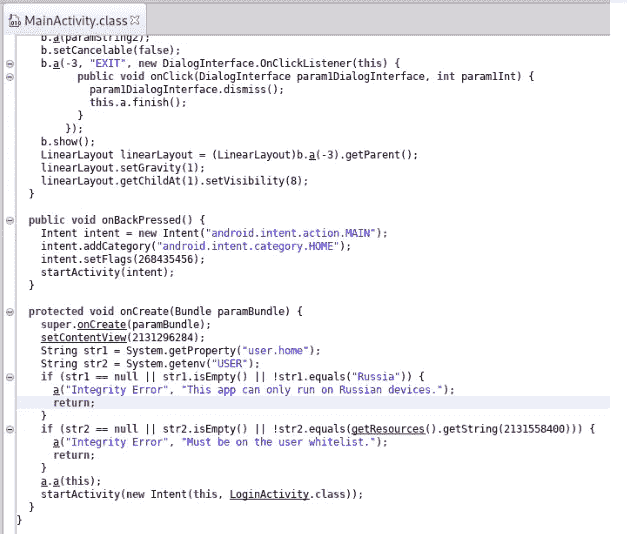 MainActivity.class
b.a(paramString2);
b.setCancelable(false);
b.a(-3, "EXIT", new DialogInterface.OnClickListener(this) {
public void onClick(DialogInterface param1DialogInterface, int param1Int) {
param1DialogInterface.dismiss();
this.a.finish();
}
});
b.show();
LinearLayout linearLayout = (LinearLayout)b.a(-3).getParent();
linearLayout.setGravity(1);
linearLayout.getChildAt(1).setVisibility(8);
}
public void onBackPressed() {
Intent intent = new Intent("android.intent.action.MAIN");
intent.addCategory("android.intent.category.HOME");
intent.setFlags(268435456);
startActivity(intent);
}
protected void onCreate(Bundle paramBundle) {
super.onCreate(paramBundle);
setContentView(2131296284);
String str1 = System.getProperty("user.home");
String str2 = System.getenv("USER");
if (str1 == null || str1.isEmpty() || !str1.equals("Russia")) {
a("Integrity Error", "This app can only run on Russian devices.");
return;
}
if (str2 == null || str2.isEmpty() || !str2.equals(getResources().getString(2131558400))) {
a("Integrity Error", "Must be on the user whitelist.");
return;
}
a.a(this);
startActivity(new Intent(this, LoginActivity.class));
}
}